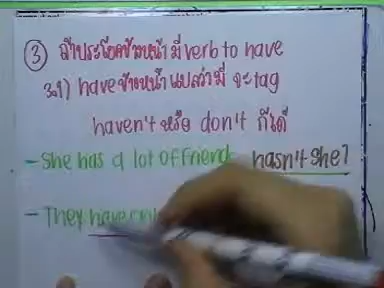 ③ ถ้าประโยคข้างหน้ามี verb to have
3.1) have ข้างหน้า แปลว่ามี จะ tag
haven't หรือ don't ก็ได้
- She has a lot of friend hasn't she?
- They have